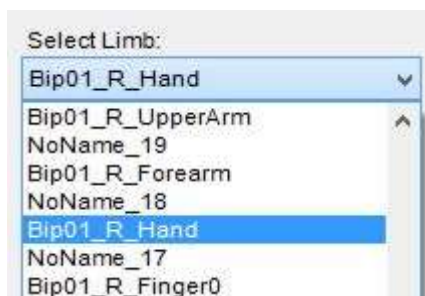 Select Limb:
Bip01_R_Hand
Bip01_R_UpperArm
NoName_19
Bip01_R_Forearm
NoName_18
Bip01_R_Hand
NoName_17
Bip01_R_Finger0